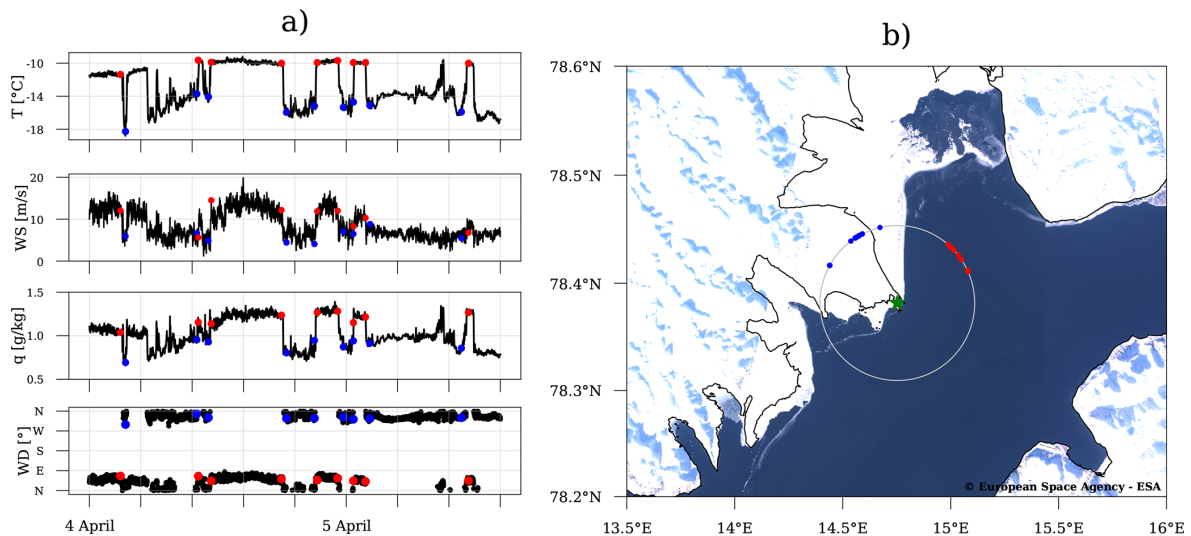 a)
T [°C]
-10
-14
-18
WS [m/s]
20
10
0
q [g/kg]
1.5
1.0
0.5
WD [°]
N
W
S
E
N
4 April
5 April
b)
78.6°N
78.5°N
78.4°N
78.3°N
78.2°N
13.5°E
14°E
14.5°E
15°E
15.5°E
16°E
© European Space Agency - ESA